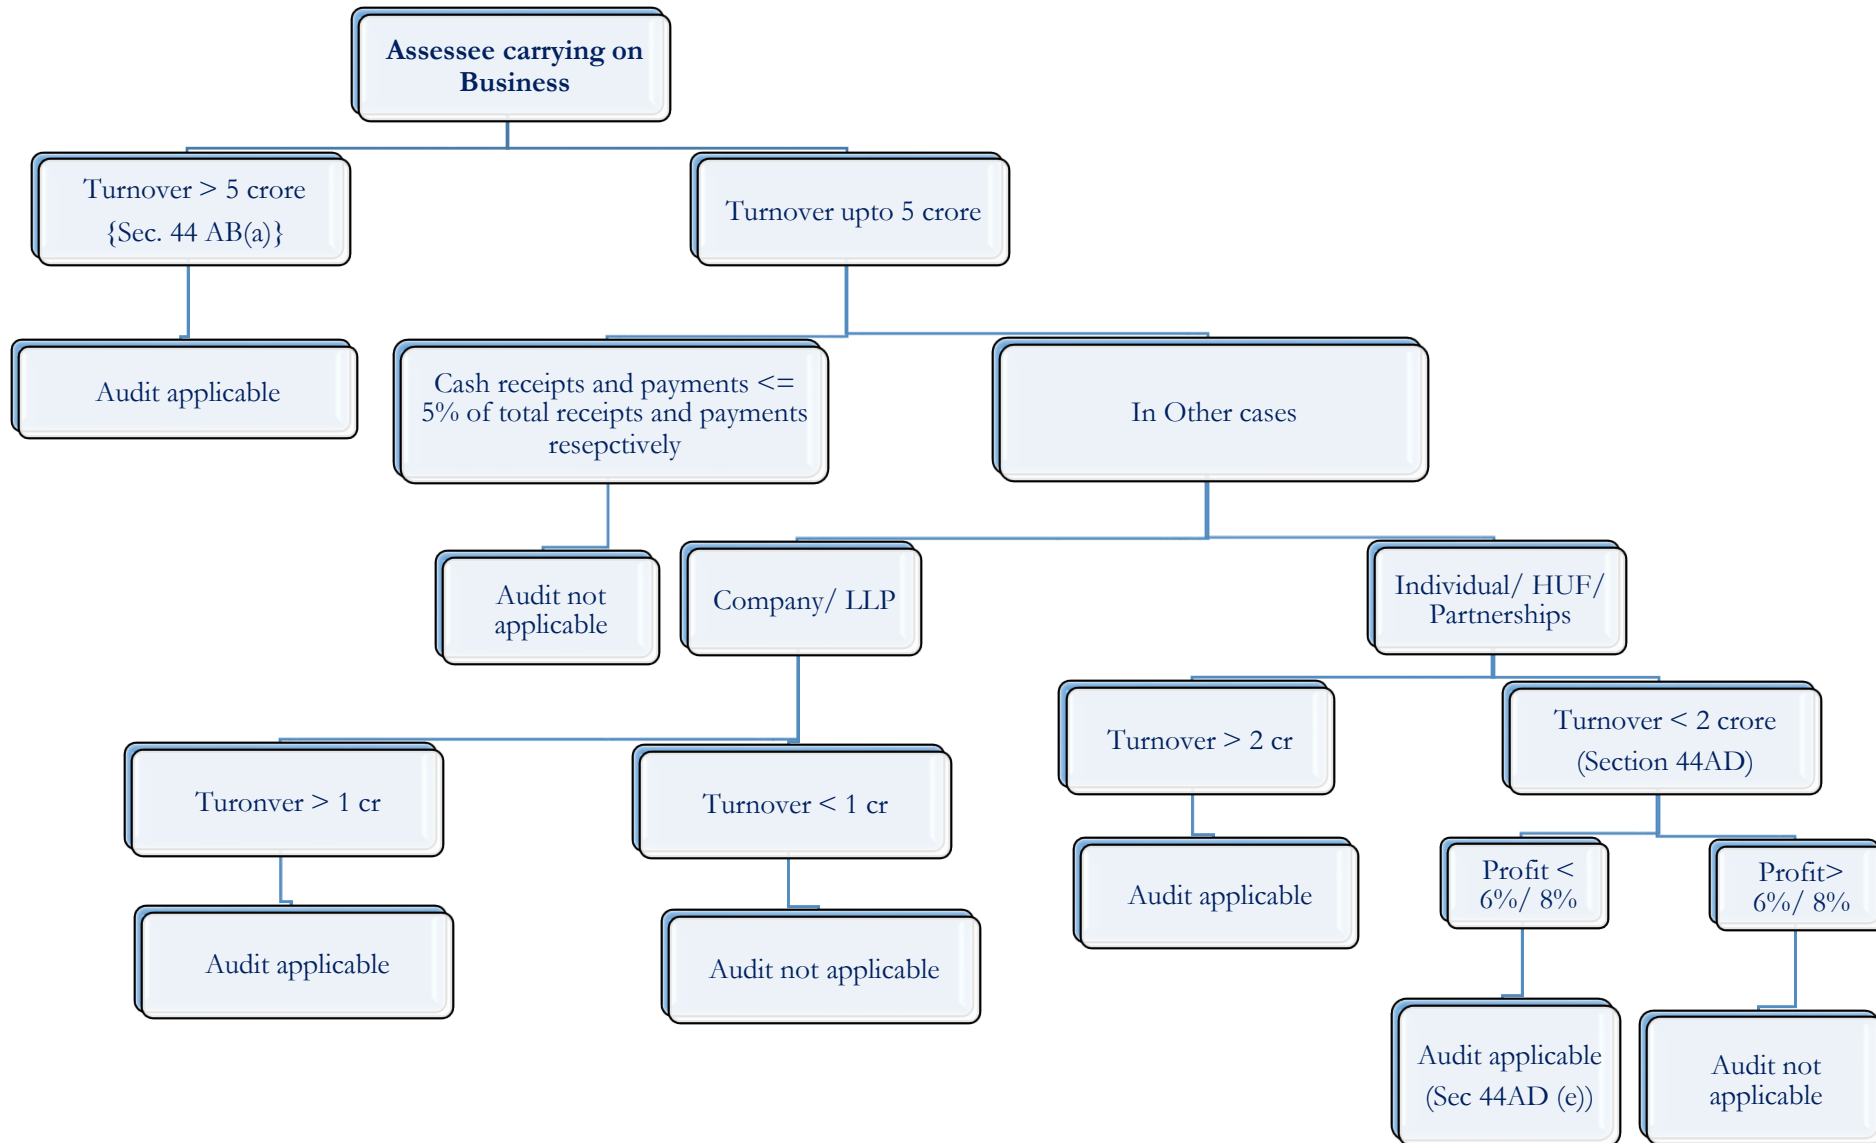 Assessee carrying on
Business
Turnover > 5 crore
{Sec. 44 AB(a)}
Turnover upto 5 crore
Audit applicable
Cash receipts and payments <=
5% of total receipts and payments
resepctively
In Other cases
Audit not
applicable
Company/ LLP
Individual/ HUF/
Partnerships
Turonver > 1 cr
Turnover < 1 cr
Turnover > 2 cr
Turnover < 2 crore
(Section 44AD)
Audit applicable
Audit not applicable
Audit applicable
Profit <
6%/ 8%
Profit>
6%/ 8%
Audit applicable
(Sec 44AD (e))
Audit not
applicable